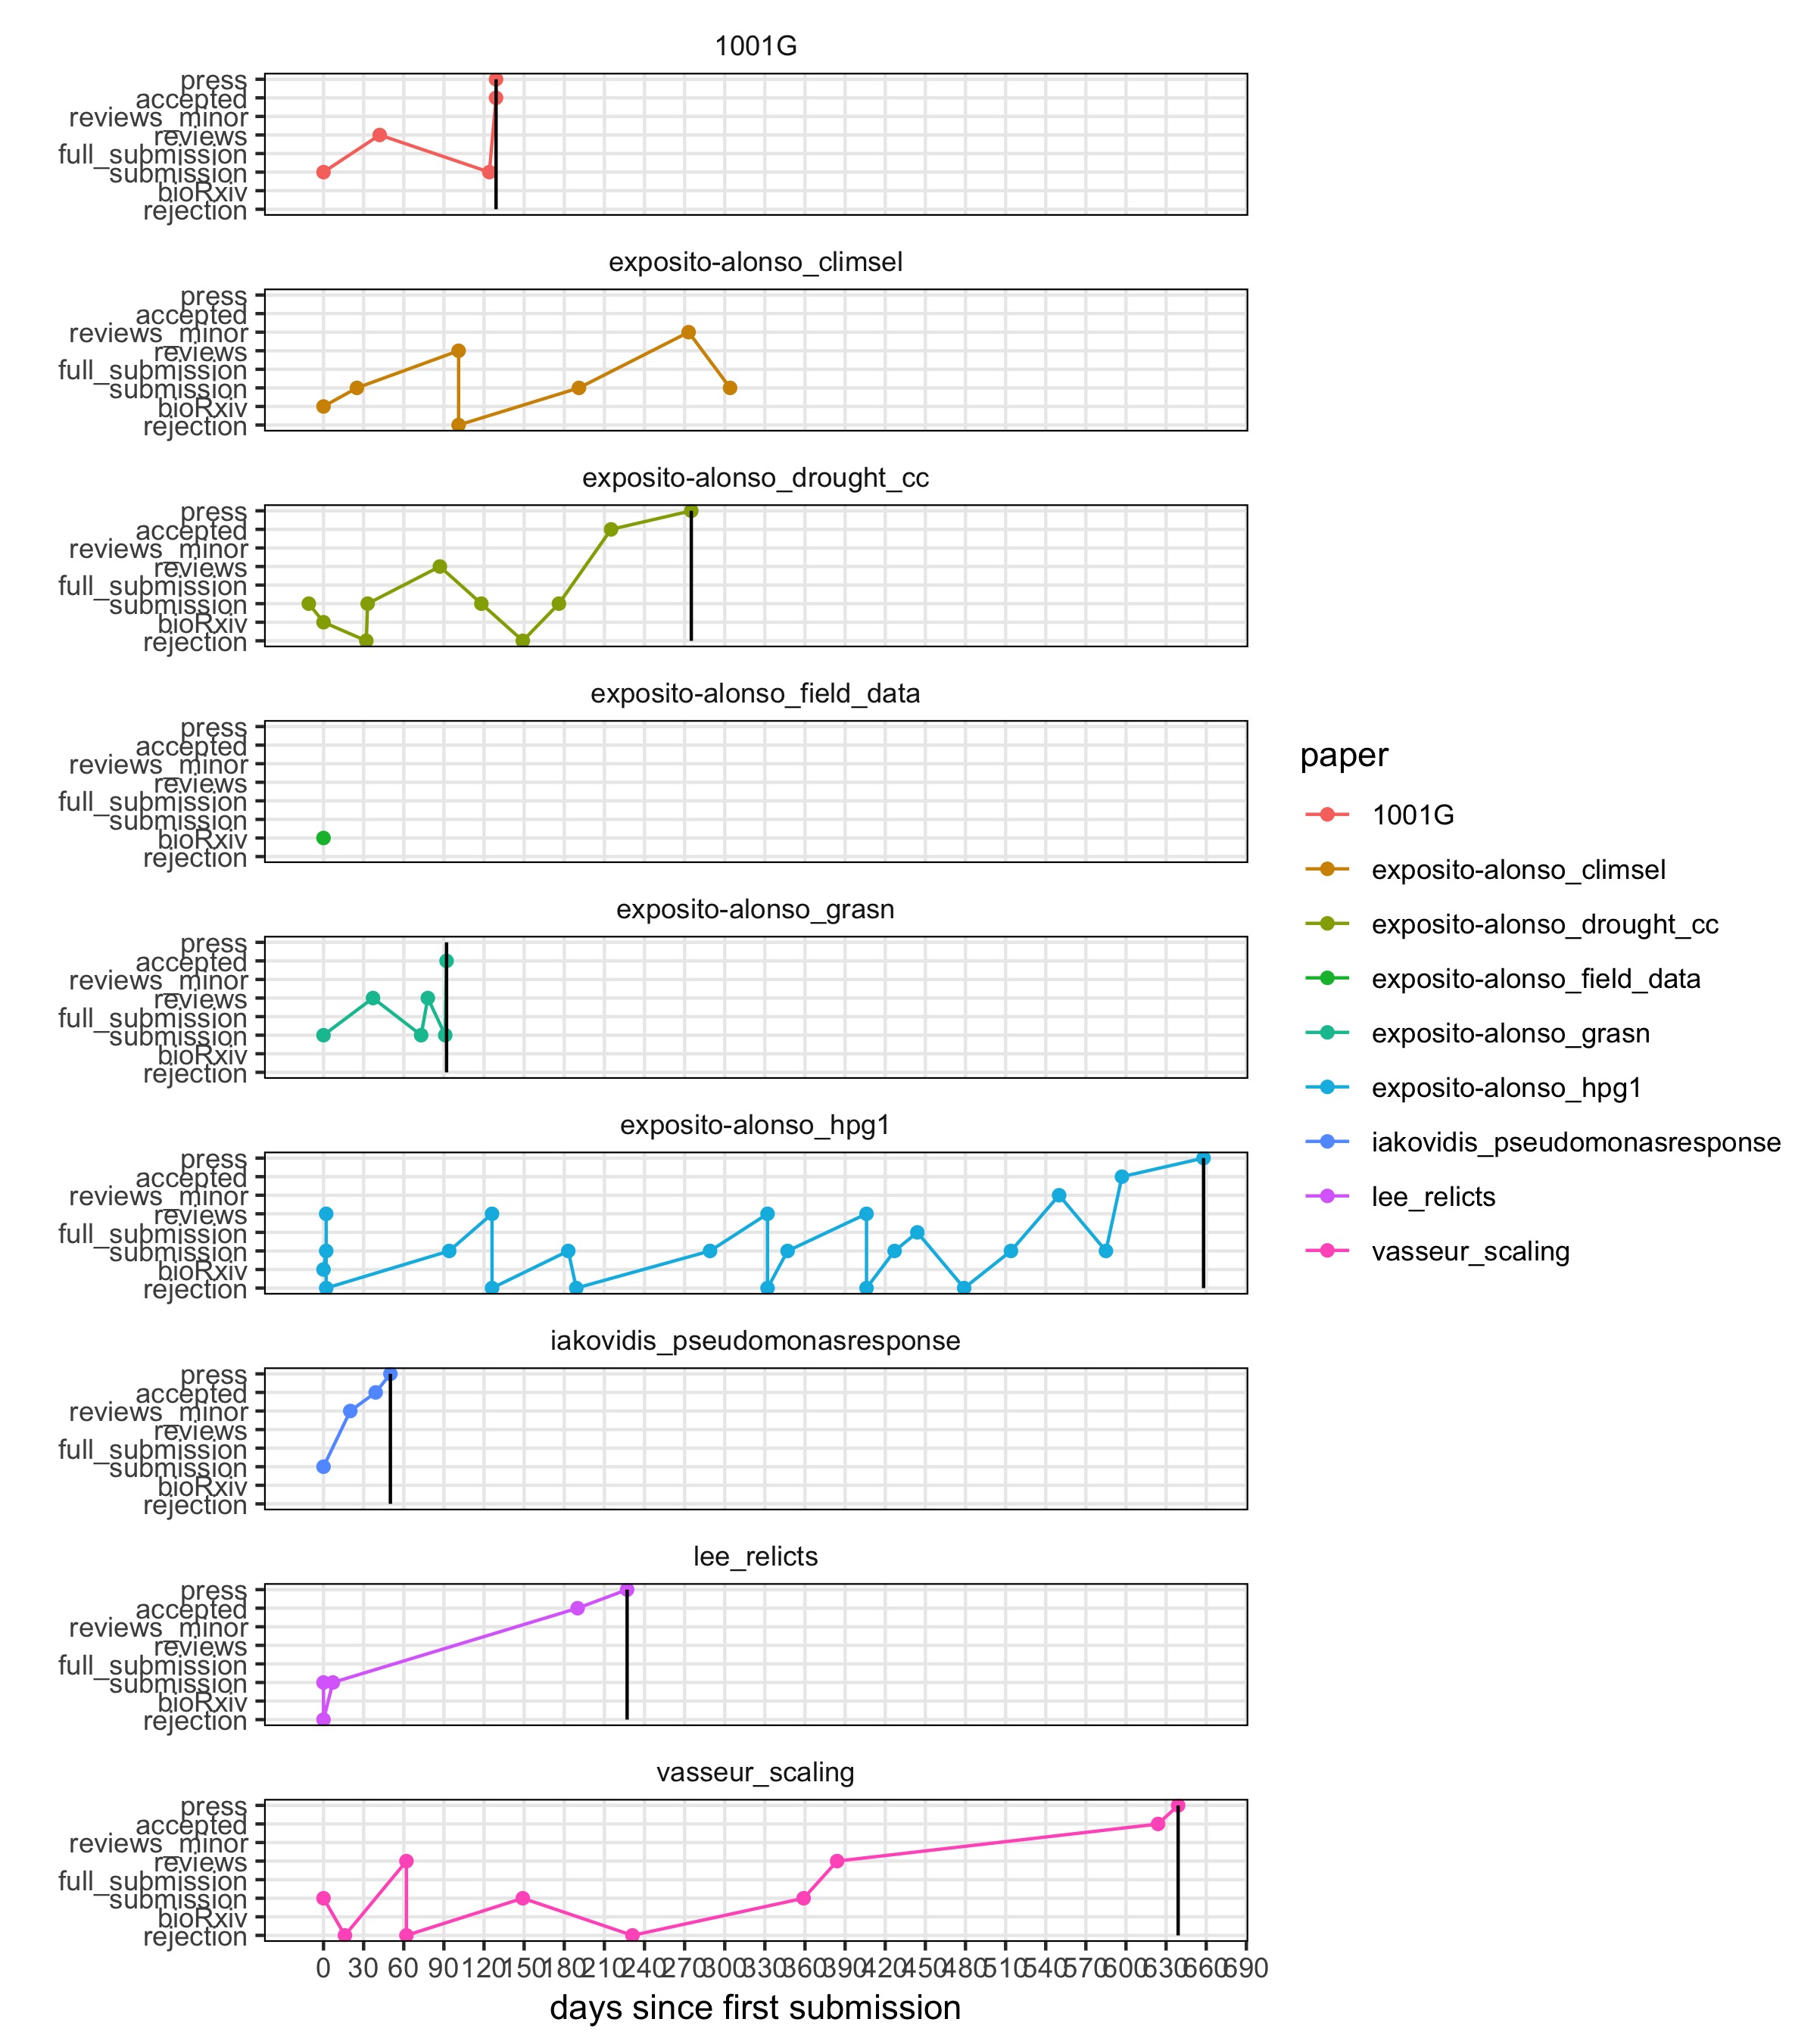 1001G
press
accepted
reviews_minor
reviews
full_submission
submission
bioRxiv
rejection
exposito-alonso_climsel
press
accepted
reviews_minor
reviews
full_submission
submission
bioRxiv
rejection
exposito-alonso_drought_cc
press
accepted
reviews_minor
reviews
full_submission
submission
bioRxiv
rejection
exposito-alonso_field_data
press
accepted
reviews_minor
reviews
full_submission
submission
bioRxiv
rejection
exposito-alonso_grasn
press
accepted
reviews_minor
reviews
full_submission
submission
bioRxiv
rejection
exposito-alonso_hpg1
press
accepted
reviews_minor
reviews
full_submission
submission
bioRxiv
rejection
iakovidis_pseudomonasresponse
press
accepted
reviews_minor
reviews
full_submission
submission
bioRxiv
rejection
lee_relicts
press
accepted
reviews_minor
reviews
full_submission
submission
bioRxiv
rejection
vasseur_scaling
press
accepted
reviews_minor
reviews
full_submission
submission
bioRxiv
rejection
0 30 60 90 120 150 180 210 240 270 300 330 360 390 420 450 480 510 540 570 600 630 660 690
days since first submission
paper
1001G
exposito-alonso_climsel
exposito-alonso_drought_cc
exposito-alonso_field_data
exposito-alonso_grasn
exposito-alonso_hpg1
iakovidis_pseudomonasresponse
lee_relicts
vasseur_scaling